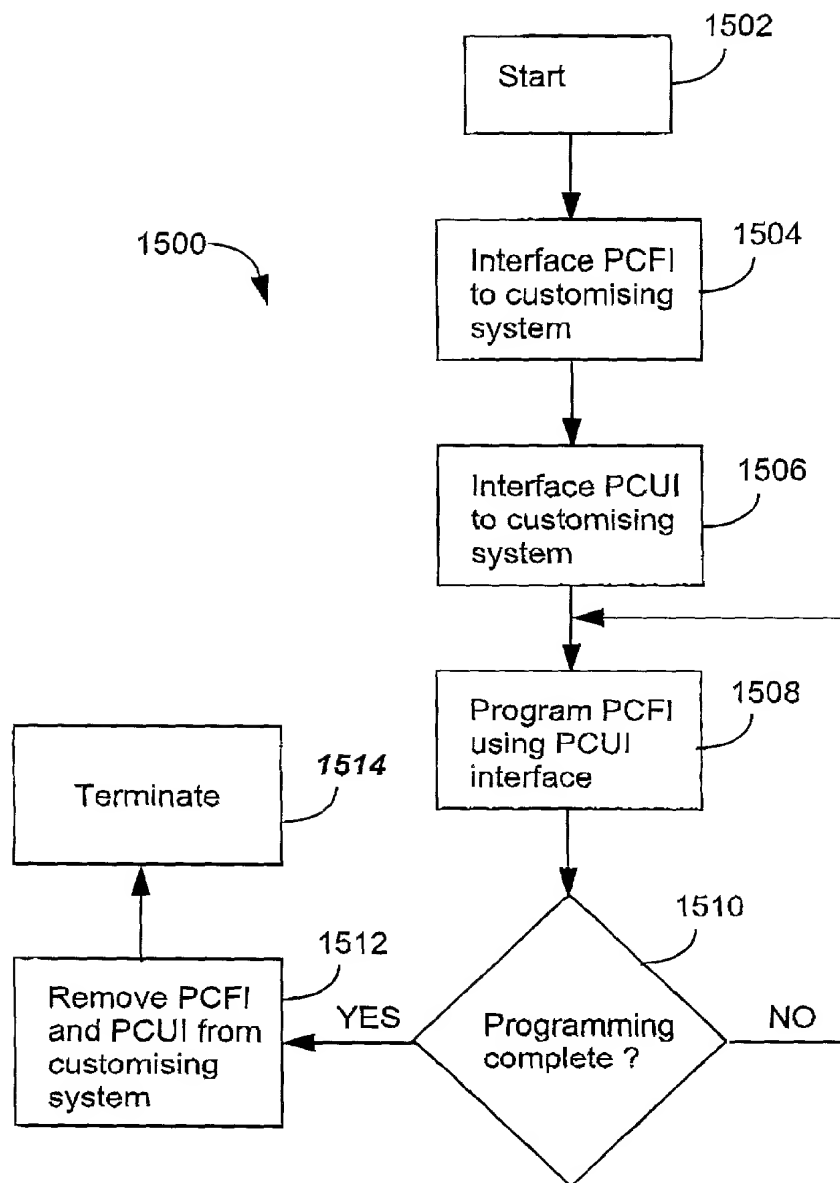 1502
Start
1500
1504
Interface PCFI
to customising
system
1506
Interface PCUI
to customising
system
1508
Program PCFI
using PCUI
interface
1514
Terminate
1510
Programming
complete ?
YES
NO
1512
Remove PCFI
and PCUI from
customising
system